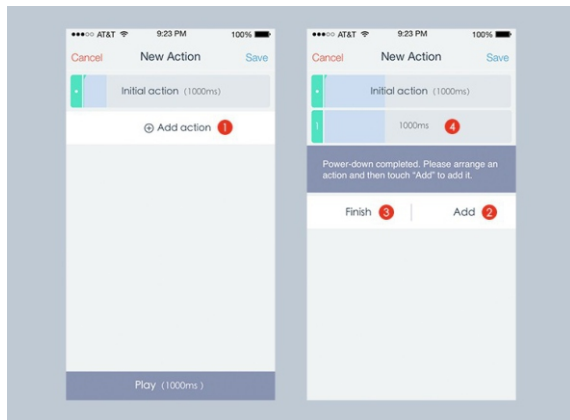 AT&T 9:23 PM 100%
Cancel New Action Save
Initial action (1000ms)
Add action 1
Play (1000ms)
AT&T 9:23 PM 100%
Cancel New Action Save
Initial action (1000ms)
1 1000ms 4
Power-down completed. Please arrange an
action and then touch "Add" to add it.
Finish 3 Add 2